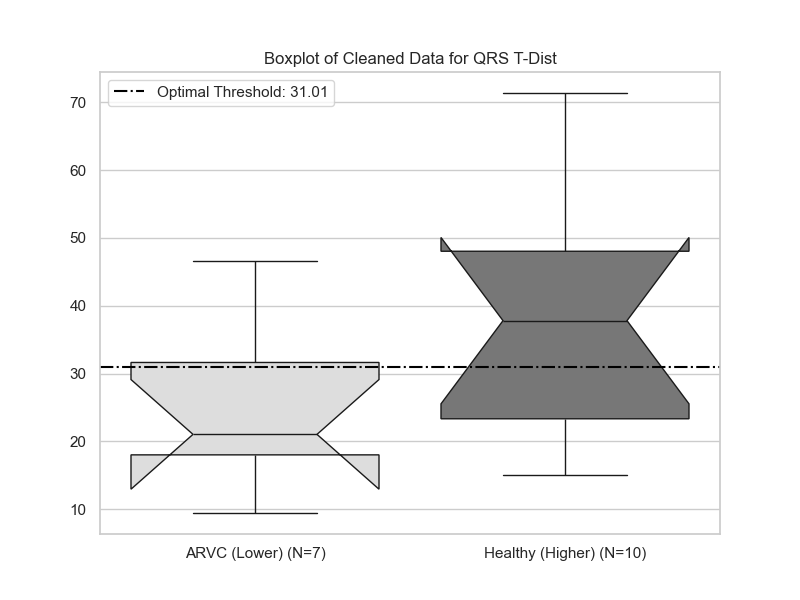 Boxplot of Cleaned Data for QRS T-Dist
Optimal Threshold: 31.01
70
60
50
40
30
20
10
ARVC (Lower) (N=7)
Healthy (Higher) (N=10)